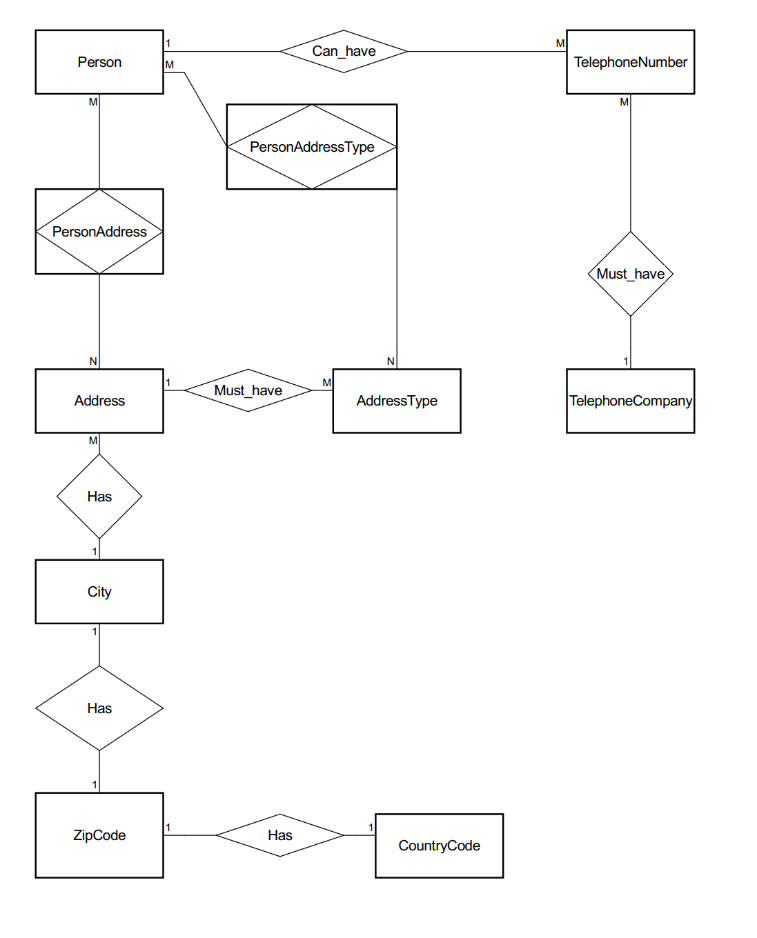 1
Can_have
M
Person
TelephoneNumber
M
M
M
PersonAddressType
PersonAddress
Must_have
N
N
1
1
Must_have
M
Address
AddressType
TelephoneCompany
M
Has
1
City
1
Has
1
1
1
ZipCode
Has
CountryCode